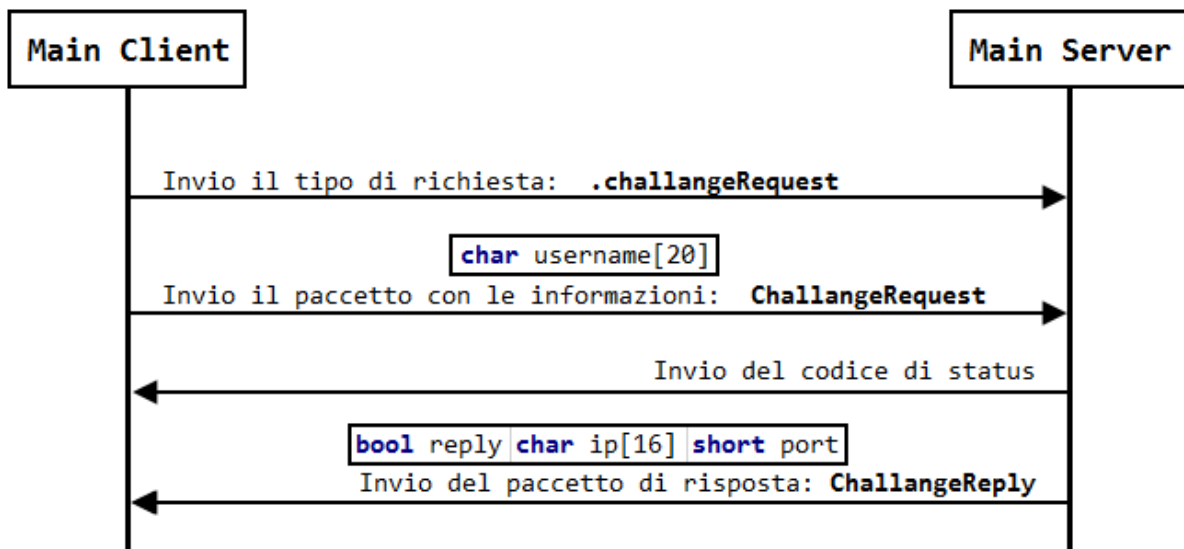 Main Client
Main Server
Invio il tipo di richiesta: .challangeRequest
char username[20]
Invio il paccetto con le informazioni: ChallangeRequest
Invio del codice di status
bool reply char ip[16] short port
Invio del paccetto di risposta: ChallangeReply